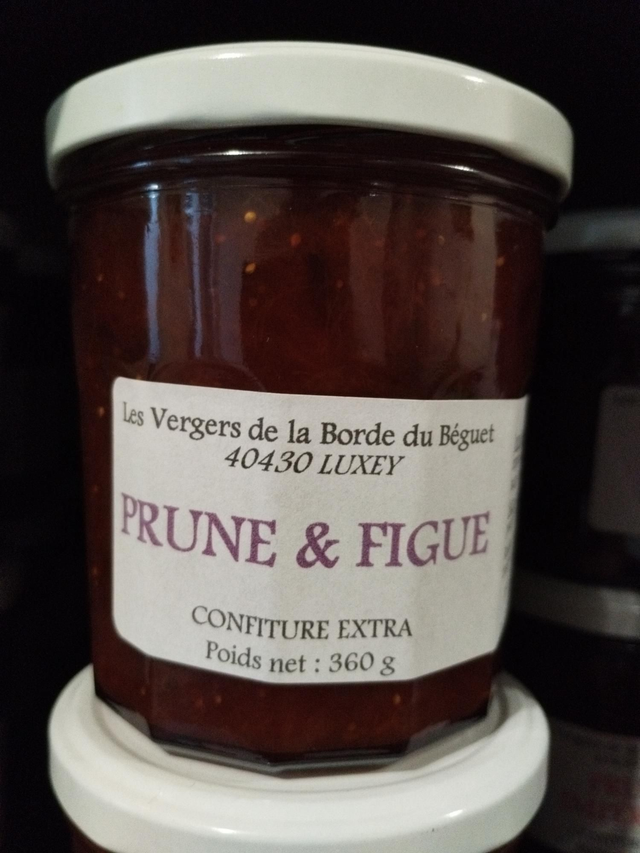 Les Vergers de la Borde du Béguet
40430 LUXEY
PRUNE & FIGUE
CONFITURE EXTRA
Poids net : 360 g